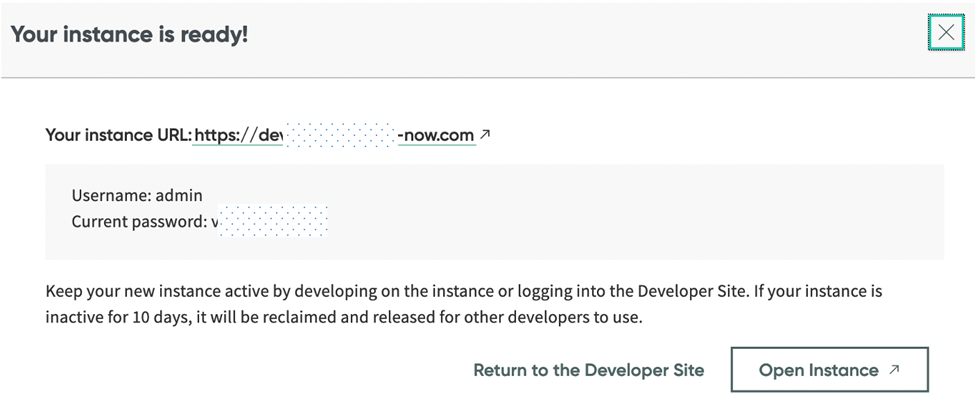 Your instance is ready!
Your instance URL: https://dev -now.com ↗
Username: admin
Current password: v
Keep your new instance active by developing on the instance or logging into the Developer Site. If your instance is
inactive for 10 days, it will be reclaimed and released for other developers to use.
Return to the Developer Site
Open Instance ↗